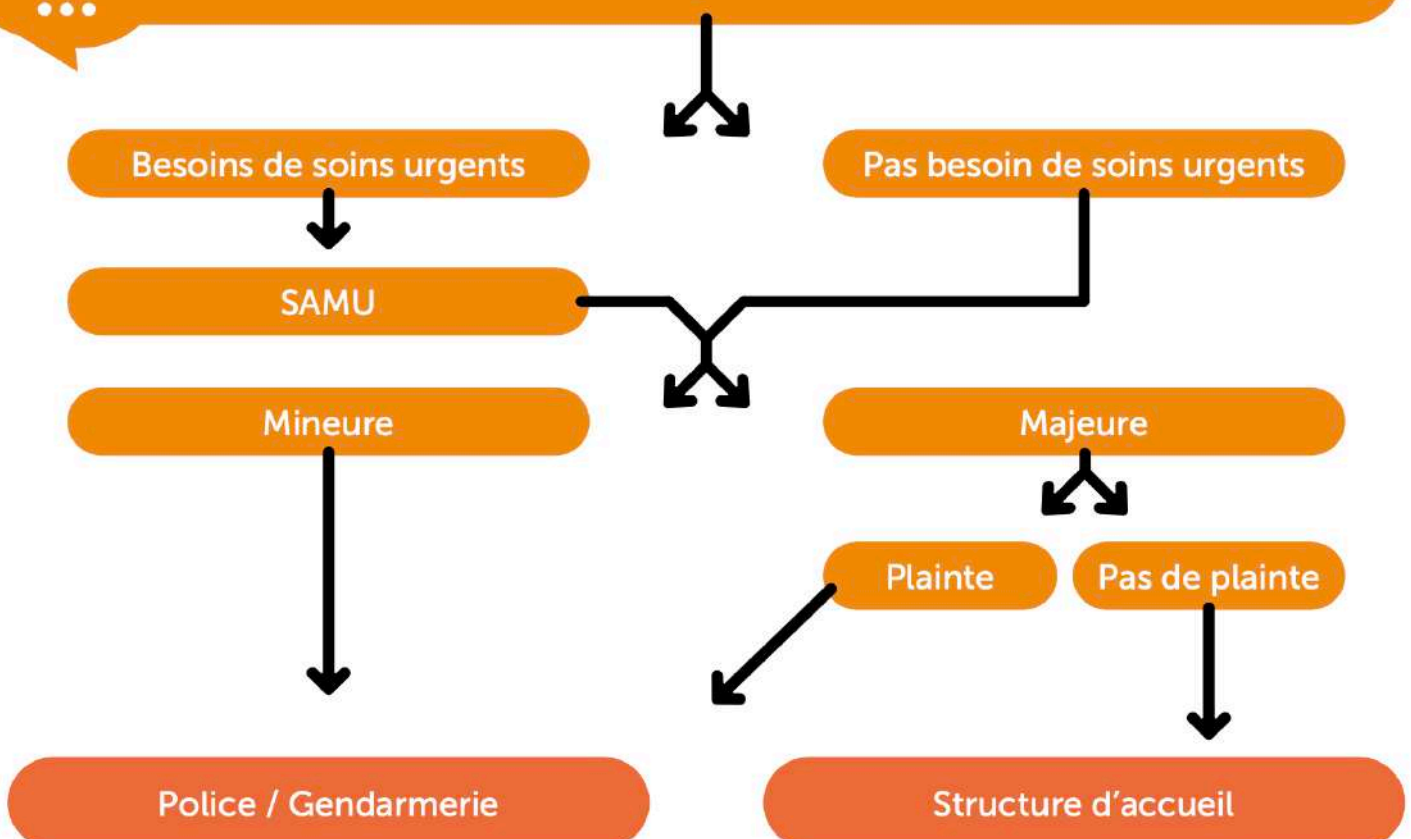 Besoins de soins urgents
Pas besoin de soins urgents
SAMU
Mineure
Majeure
Plainte
Pas de plainte
Police / Gendarmerie
Structure d'accueil